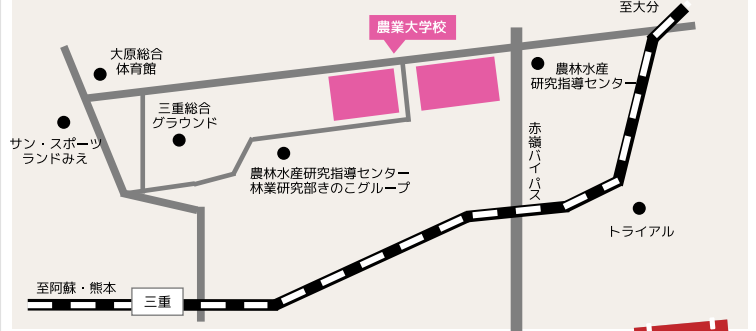 至大分
農業大学校
大原総合
体育館
農林水産
研究指導センター
三重総合
グラウンド
サン・スポーツ
ランドみえ
赤嶺バイパス
農林水産研究指導センター
林業研究部きのこグループ
トライアル
至阿蘇・熊本
三重